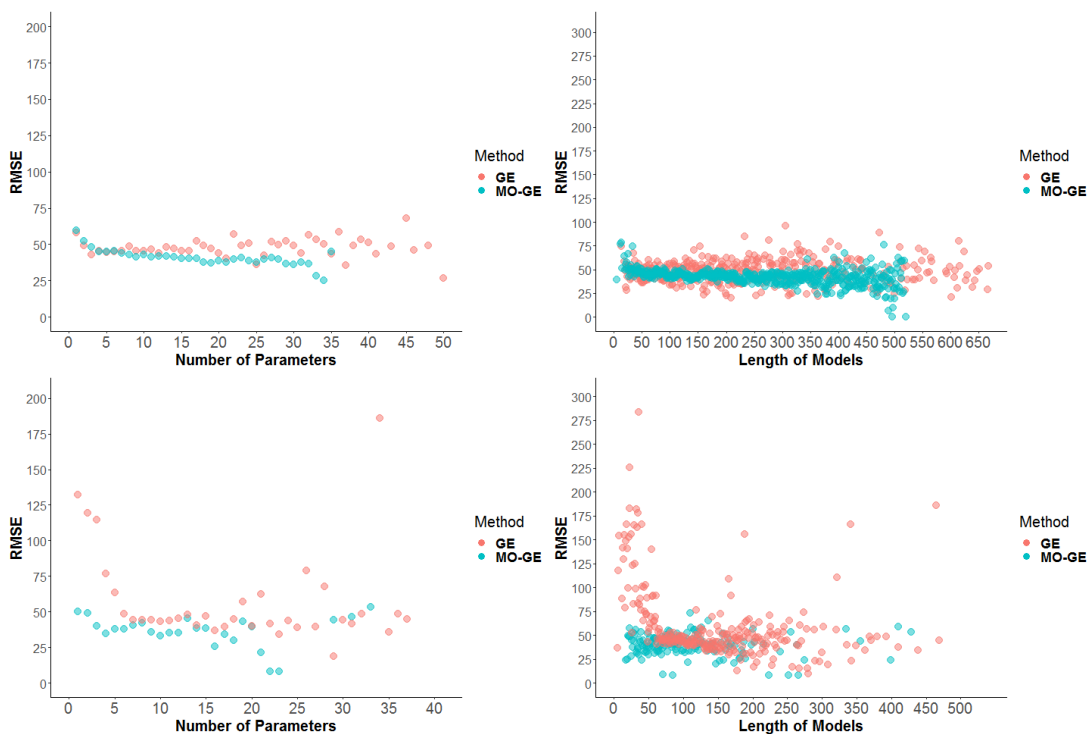 RMSE
200
175
150
125
100
75
50
25
0
0 5 10 15 20 25 30 35 40 45 50
Number of Parameters
Method
GE
MO-GE
RMSE
300
275
250
225
200
175
150
125
100
75
50
25
0
0 50 100 150 200 250 300 350 400 450 500 550 600 650
Length of Models
Method
GE
MO-GE
RMSE
200
175
150
125
100
75
50
25
0
0 5 10 15 20 25 30 35 40
Number of Parameters
Method
GE
MO-GE
RMSE
300
275
250
225
200
175
150
125
100
75
50
25
0
0 50 100 150 200 250 300 350 400 450 500
Length of Models
Method
GE
MO-GE